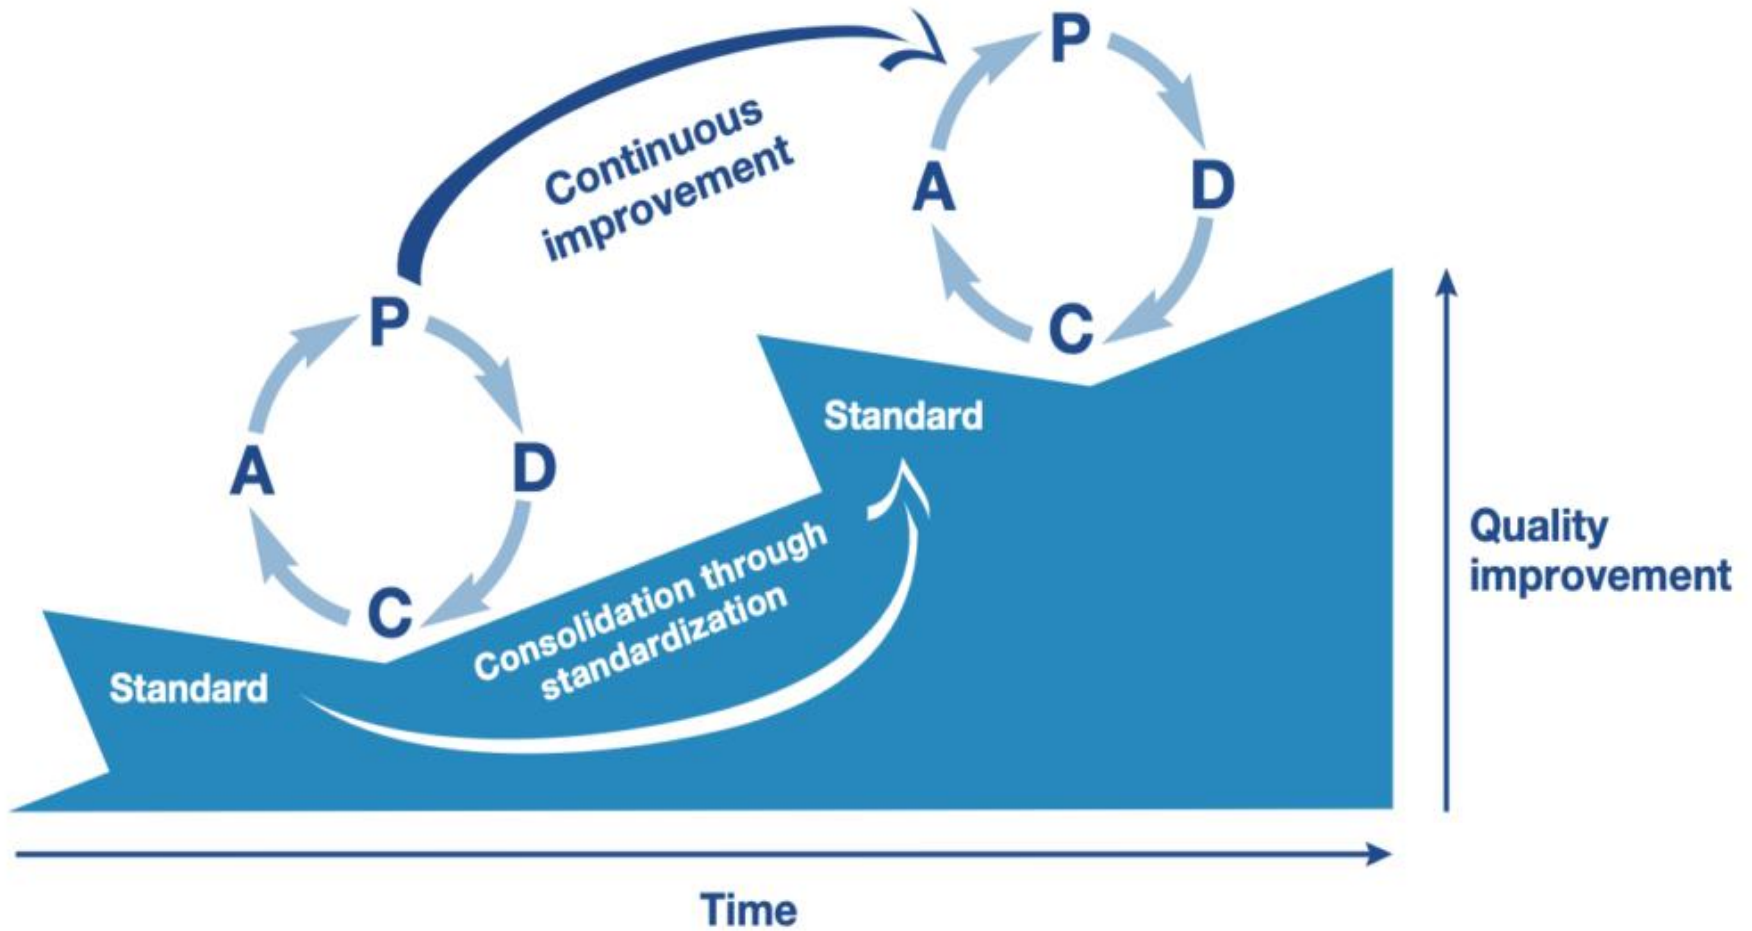 P
A
D
C
Continuous
improvement
P
A
D
C
Standard
Consolidation through
standardization
Standard
Quality
improvement
Time